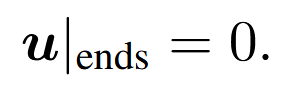 u|ends = 0.